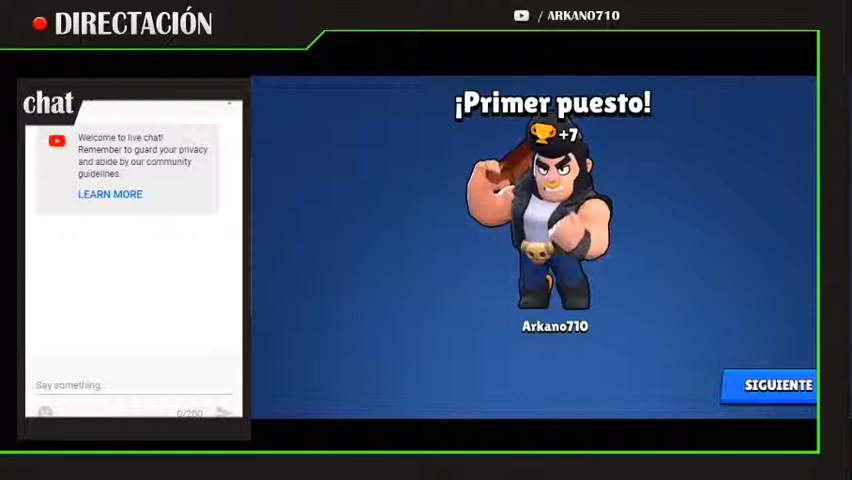 DIRECTACIÓN
/ ARKANO710
chat
Welcome to live chat!
Remember to guard your privacy
and abide by our community
guidelines.
LEARN MORE
Say something.
0/200
¡Primer puesto!
+7
Arkano710
SIGUIENTE